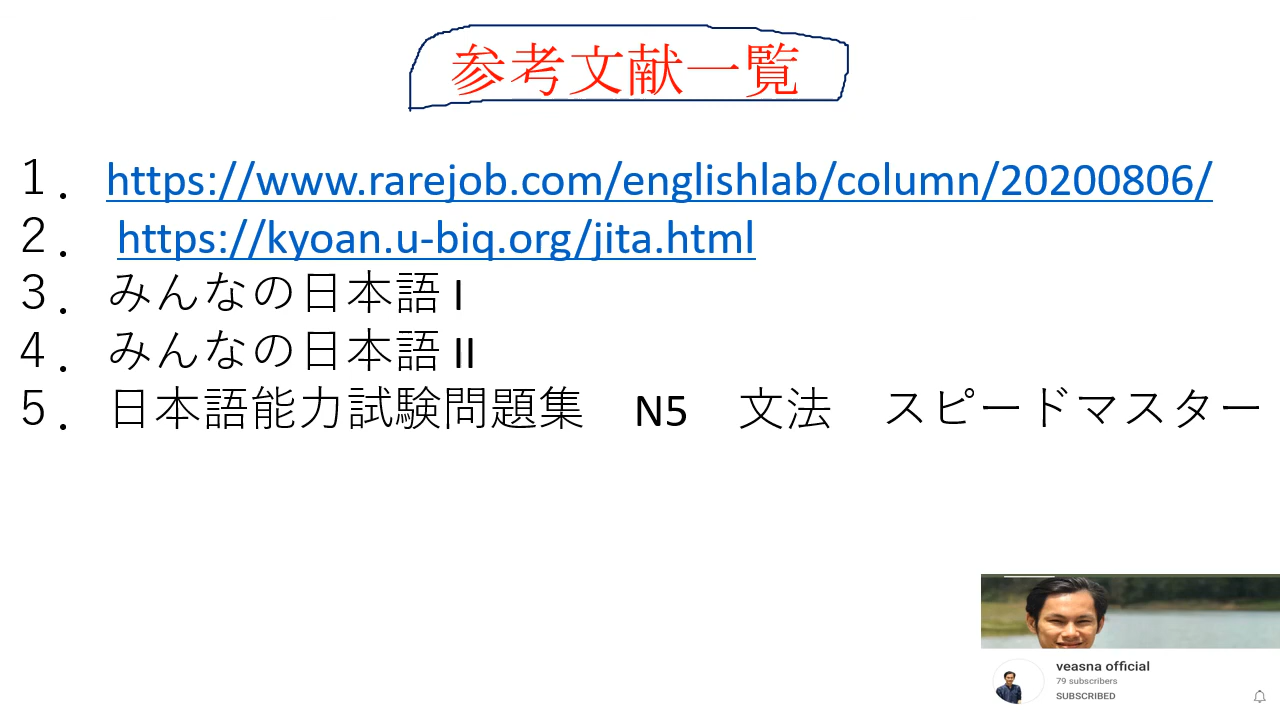 参考文献一覧
１． https://www.rarejob.com/englishlab/column/20200806/
２． https://kyoan.u-biq.org/jita.html
３． みんなの日本語 I
４． みんなの日本語 II
５． 日本語能力試験問題集　N5　文法　スピードマスター
veasna official
79 subscribers
SUBSCRIBED